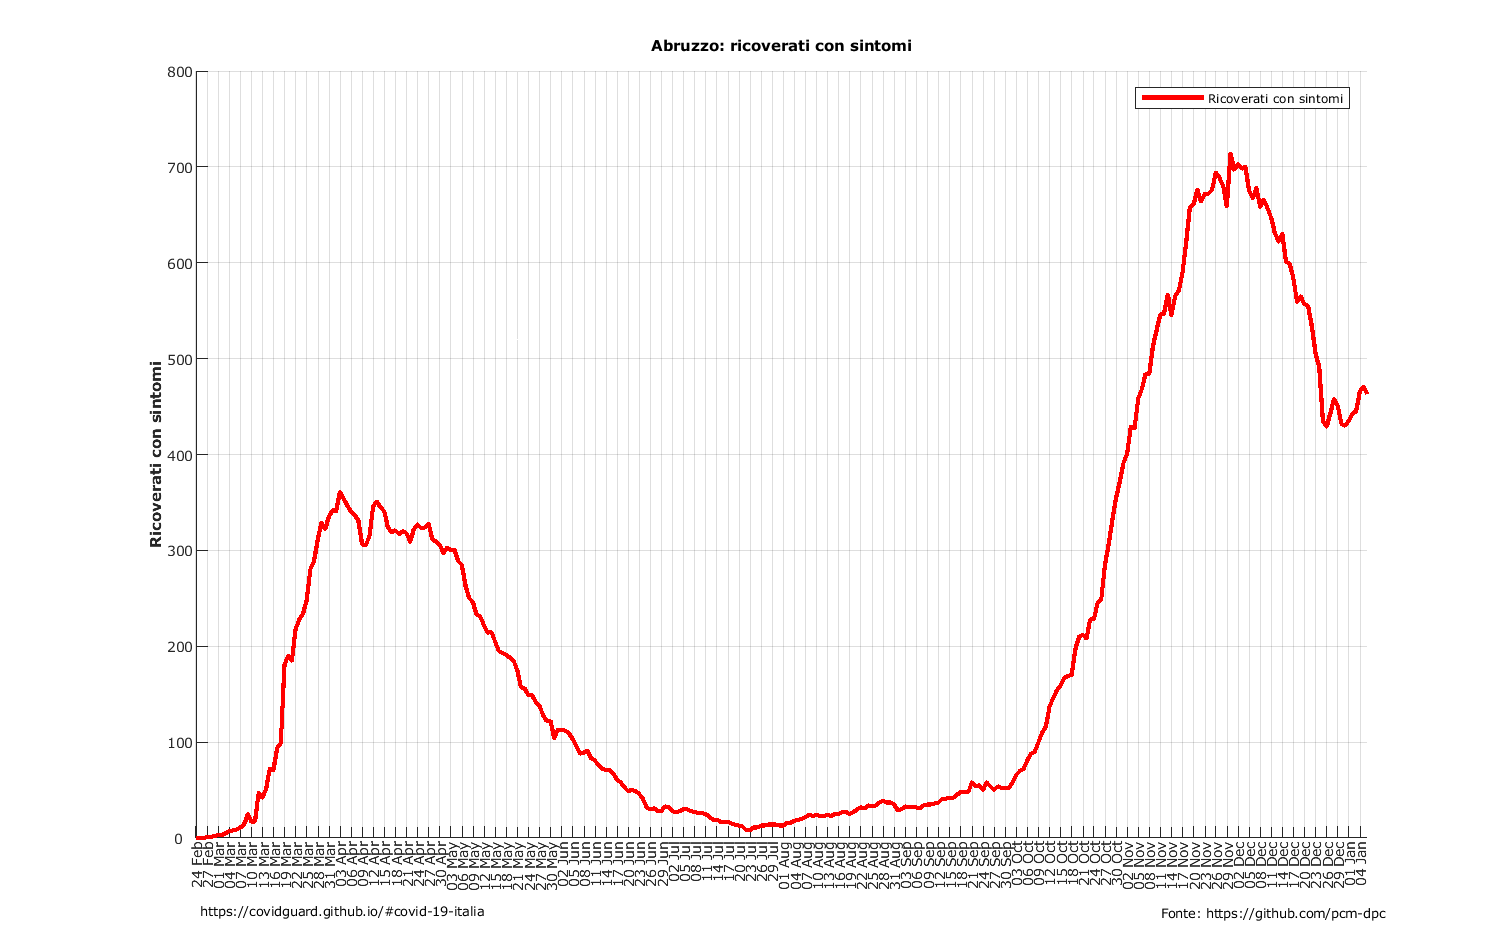 Abruzzo: ricoverati con sintomi
Ricoverati con sintomi
Ricoverati con sintomi
800
700
600
500
400
300
200
100
0
24 Feb
27 Feb
01 Mar
04 Mar
07 Mar
10 Mar
13 Mar
16 Mar
19 Mar
22 Mar
25 Mar
28 Mar
31 Mar
03 Apr
06 Apr
09 Apr
12 Apr
15 Apr
18 Apr
21 Apr
24 Apr
27 Apr
30 Apr
03 May
06 May
09 May
12 May
15 May
18 May
21 May
24 May
27 May
30 May
02 Jun
05 Jun
08 Jun
11 Jun
14 Jun
17 Jun
20 Jun
23 Jun
26 Jun
29 Jun
02 Jul
05 Jul
08 Jul
11 Jul
14 Jul
17 Jul
20 Jul
23 Jul
26 Jul
29 Jul
01 Aug
04 Aug
07 Aug
10 Aug
13 Aug
16 Aug
19 Aug
22 Aug
25 Aug
28 Aug
31 Aug
03 Sep
06 Sep
09 Sep
12 Sep
15 Sep
18 Sep
21 Sep
24 Sep
27 Sep
30 Sep
03 Oct
06 Oct
09 Oct
12 Oct
15 Oct
18 Oct
21 Oct
24 Oct
27 Oct
30 Oct
02 Nov
05 Nov
08 Nov
11 Nov
14 Nov
17 Nov
20 Nov
23 Nov
26 Nov
29 Nov
02 Dec
05 Dec
08 Dec
11 Dec
14 Dec
17 Dec
20 Dec
23 Dec
26 Dec
29 Dec
01 Jan
04 Jan
https://covidguard.github.io/#covid-19-italia
Fonte: https://github.com/pcm-dpc